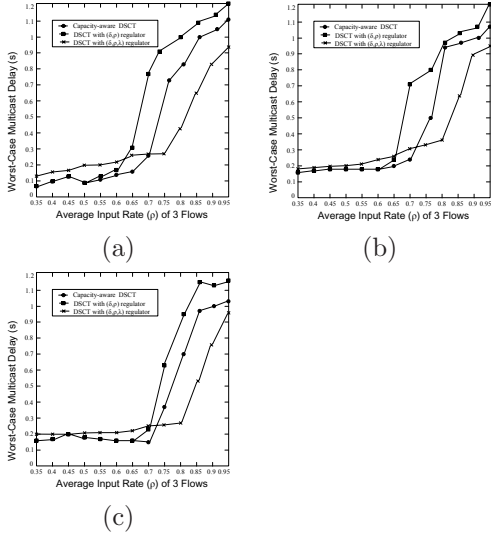 1.2
1.1
1
0.9
0.8
0.7
0.6
0.5
0.4
0.3
0.2
0.1
0
Worst-Case Multicast Delay (s)
Capacity-aware DSCT
DSCT with (δ,ρ) regulator
DSCT with (δ,ρ,λ) regulator
0.35 0.4 0.45 0.5 0.55 0.6 0.65 0.7 0.75 0.8 0.85 0.9 0.95
Average Input Rate (ρ) of 3 Flows
(a)
1.2
1.1
1
0.9
0.8
0.7
0.6
0.5
0.4
0.3
0.2
0.1
0
Worst-Case Multicast Delay (s)
Capacity-aware DSCT
DSCT with (δ,ρ) regulator
DSCT with (δ,ρ,λ) regulator
0.35 0.4 0.45 0.5 0.55 0.6 0.65 0.7 0.75 0.8 0.85 0.9 0.95
Average Input Rate (ρ) of 3 Flows
(b)
1.2
1.1
1
0.9
0.8
0.7
0.6
0.5
0.4
0.3
0.2
0.1
0
Worst-Case Multicast Delay (s)
Capacity-aware DSCT
DSCT with (δ,ρ) regulator
DSCT with (δ,ρ,λ) regulator
0.35 0.4 0.45 0.5 0.55 0.6 0.65 0.7 0.75 0.8 0.85 0.9 0.95
Average Input Rate (ρ) of 3 Flows
(c)